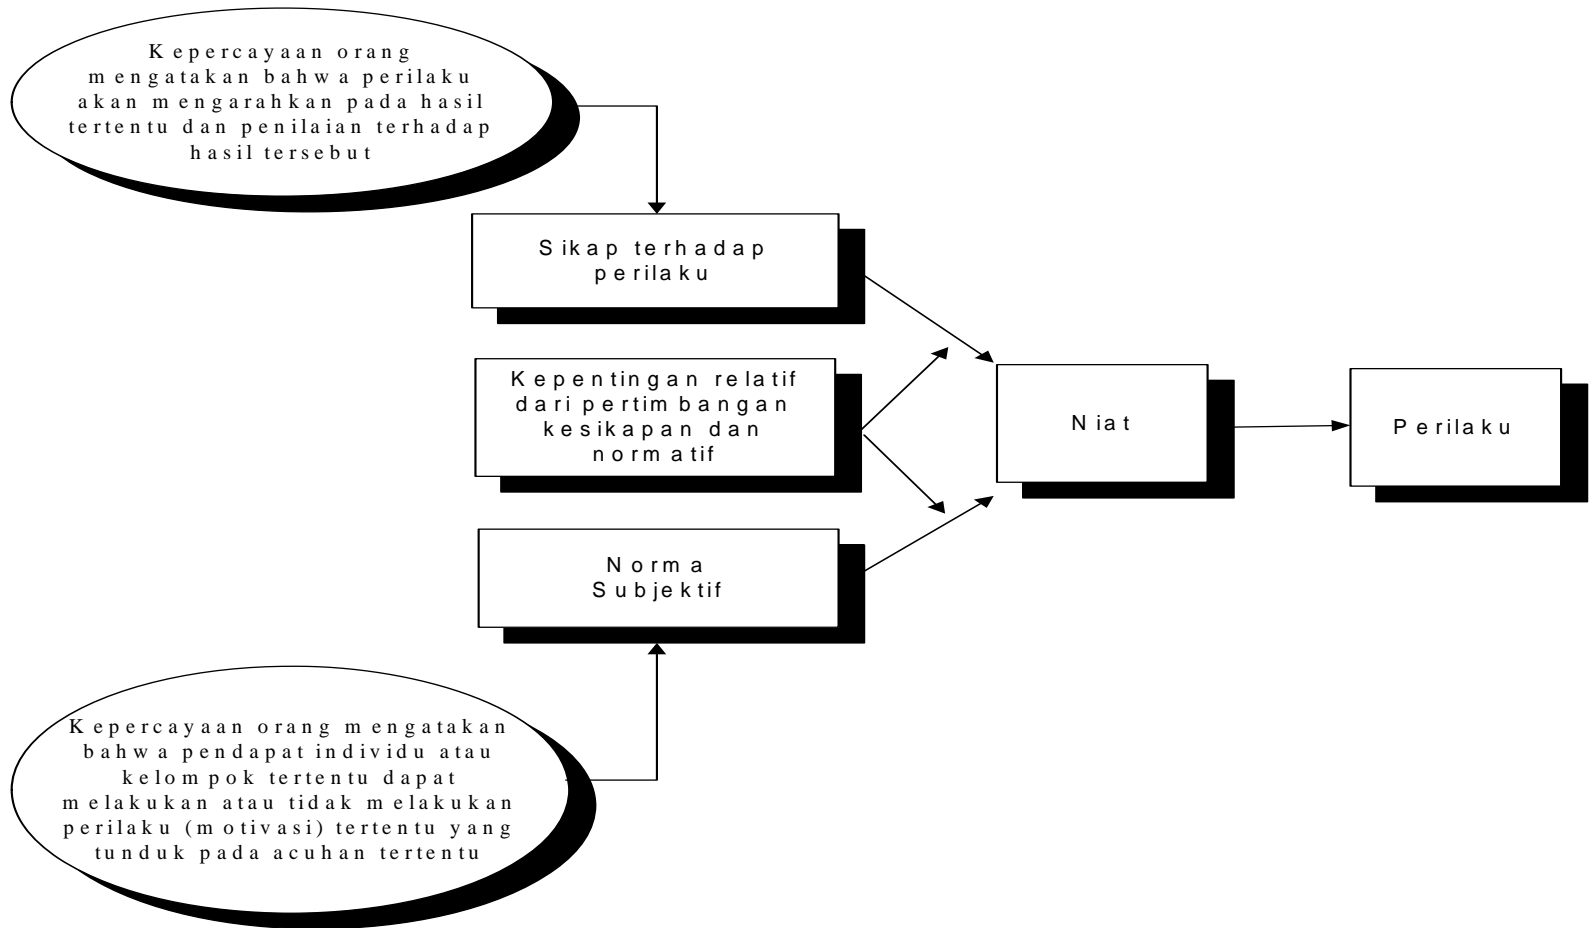 Kepercayaan orang
mengatakan bahwa perilaku
akan mengarahkan pada hasil
tertentu dan penilaian terhadap
hasil tersebut
Sikap terhadap
perilaku
Kepentingan relatif
dari pertimbangan
kesikapan dan
normatif
Niat
Perilaku
Norma
Subjektif
Kepercayaan orang mengatakan
bahwa pendapat individu atau
kelompok tertentu dapat
melakukan atau tidak melakukan
perilaku (motivasi) tertentu yang
tunduk pada acuhan tertentu